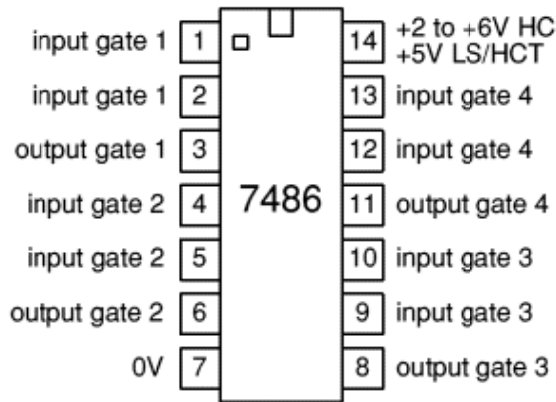 input gate 1 1
input gate 1 2
output gate 1 3
input gate 2 4
input gate 2 5
output gate 2 6
0V 7
7486
14 +2 to +6V HC
+5V LS/HCT
13 input gate 4
12 input gate 4
11 output gate 4
10 input gate 3
9 input gate 3
8 output gate 3